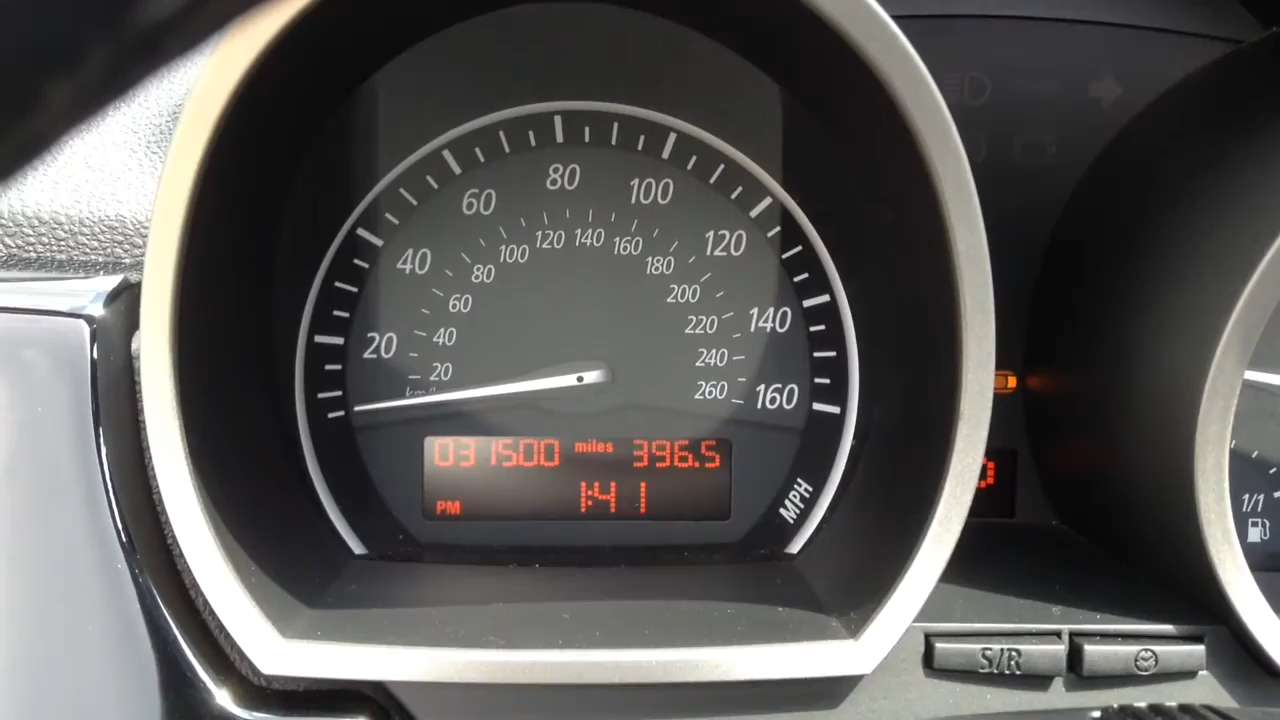 20 40 60 80 100 120 140 160
20 40 60 80 100 120 140 160 180 200 220 240 260
km/h
MPH
031500 miles 396.5
PM 1:41
1/1
S/R